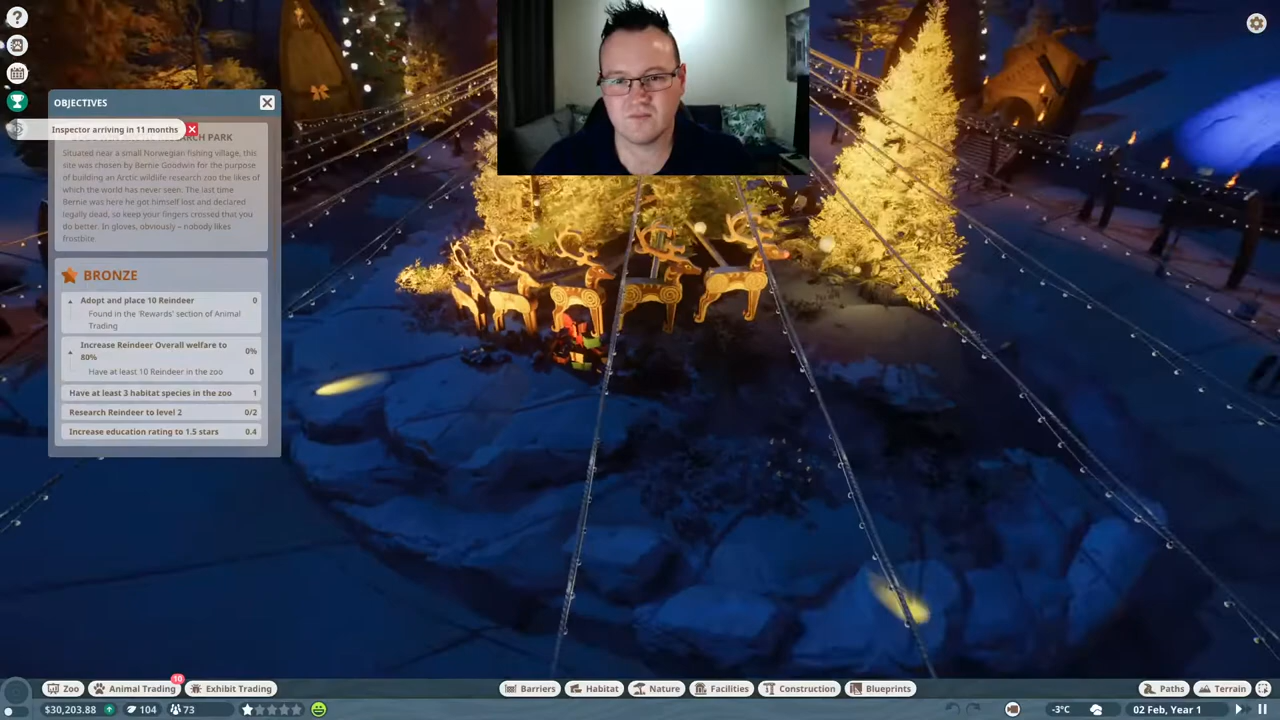 OBJECTIVES
Inspector arriving in 11 months
RESEARCH PARK
Situated near a small Norwegian fishing village, this
site was chosen by Bernie Goodwin for the purpose
of building an Arctic wildlife research zoo the likes of
which the world has never seen. The last time
Bernie was here he got himself lost and declared
legally dead, so keep your fingers crossed that you
do better. In gloves, obviously – nobody likes
frostbite.
BRONZE
Adopt and place 10 Reindeer 0
Found in the 'Rewards' section of Animal
Trading
Increase Reindeer Overall welfare to
80% 0%
Have at least 10 Reindeer in the zoo 0
Have at least 3 habitat species in the zoo 1
Research Reindeer to level 2 0/2
Increase education rating to 1.5 stars 0.4
10
Zoo Animal Trading Exhibit Trading Barriers Habitat Nature Facilities Construction Blueprints Paths Terrain
$30,203.88 104 73 -3°C 02 Feb, Year 1